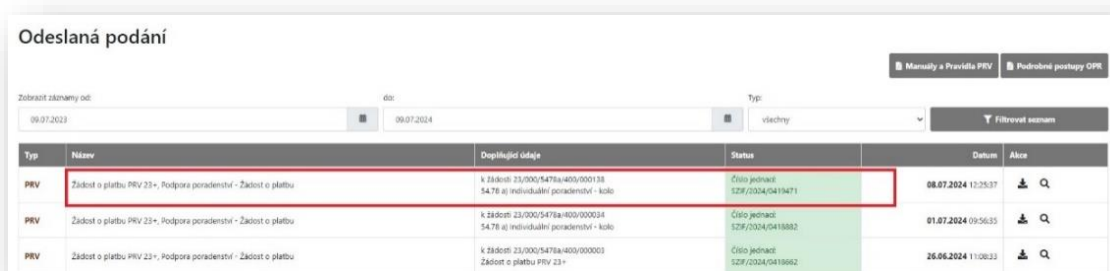 Odeslaná podání
Manuály a Pravidla PRV Podrobné postupy OPR
Zobrazit záznamy od: do: Typ:
09.07.2023 09.07.2024 všechny Filtrovat seznam
Typ Název Doplňující údaje Status Datum Akce
PRV Žádost o platbu PRV 23+, Podpora poradenství - Žádost o platbu k žádosti 23/000/5478a/400/000138 Číslo jednací: 08.07.2024 12:25:37
54.78 a) individuální poradenství - kolo SZIF/2024/0419471
PRV Žádost o platbu PRV 23+, Podpora poradenství - Žádost o platbu k žádosti 23/000/5478a/400/000034 Číslo jednací: 01.07.2024 09:56:35
54.78 a) individuální poradenství - kolo SZIF/2024/0418882
PRV Žádost o platbu PRV 23+, Podpora poradenství - Žádost o platbu k žádosti 23/000/5478a/400/000003 Číslo jednací: 26.06.2024 11:08:33
Žádost o platbu PRV 23+ SZIF/2024/0418662